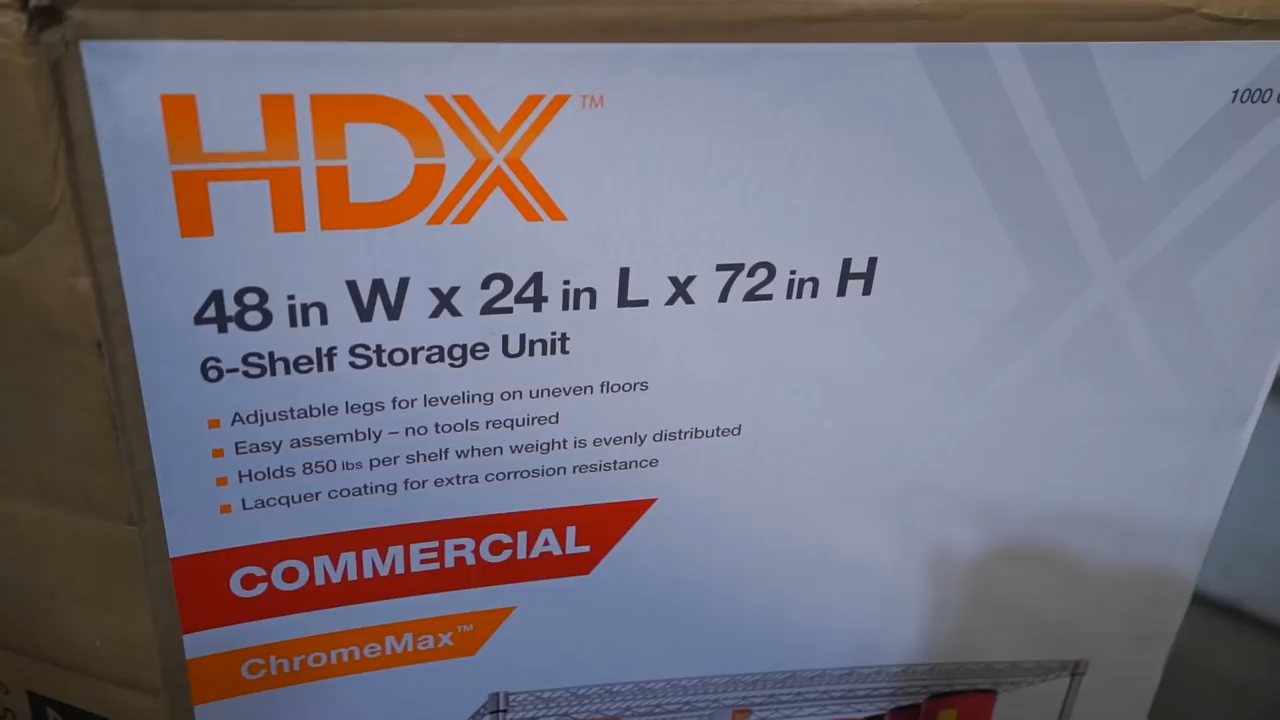 HDX™
1000
48 in W x 24 in L x 72 in H
6-Shelf Storage Unit
Adjustable legs for leveling on uneven floors
Easy assembly – no tools required
Holds 850 lbs per shelf when weight is evenly distributed
Lacquer coating for extra corrosion resistance
COMMERCIAL
ChromeMax™